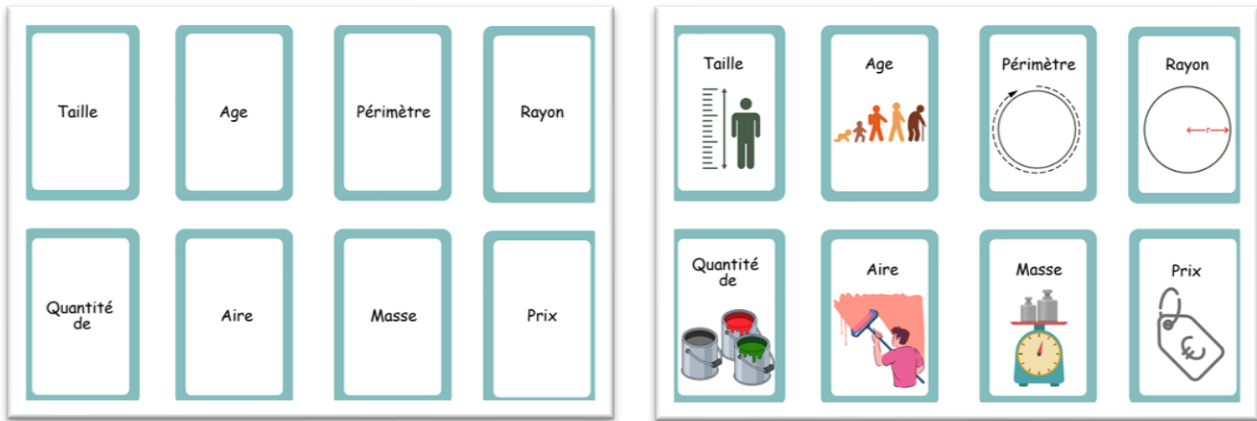 Taille
Age
Périmètre
Rayon
Quantité
de
Aire
Masse
Prix
Taille
Age
Périmètre
Rayon
r
Quantité
de
Aire
Masse
Prix
€